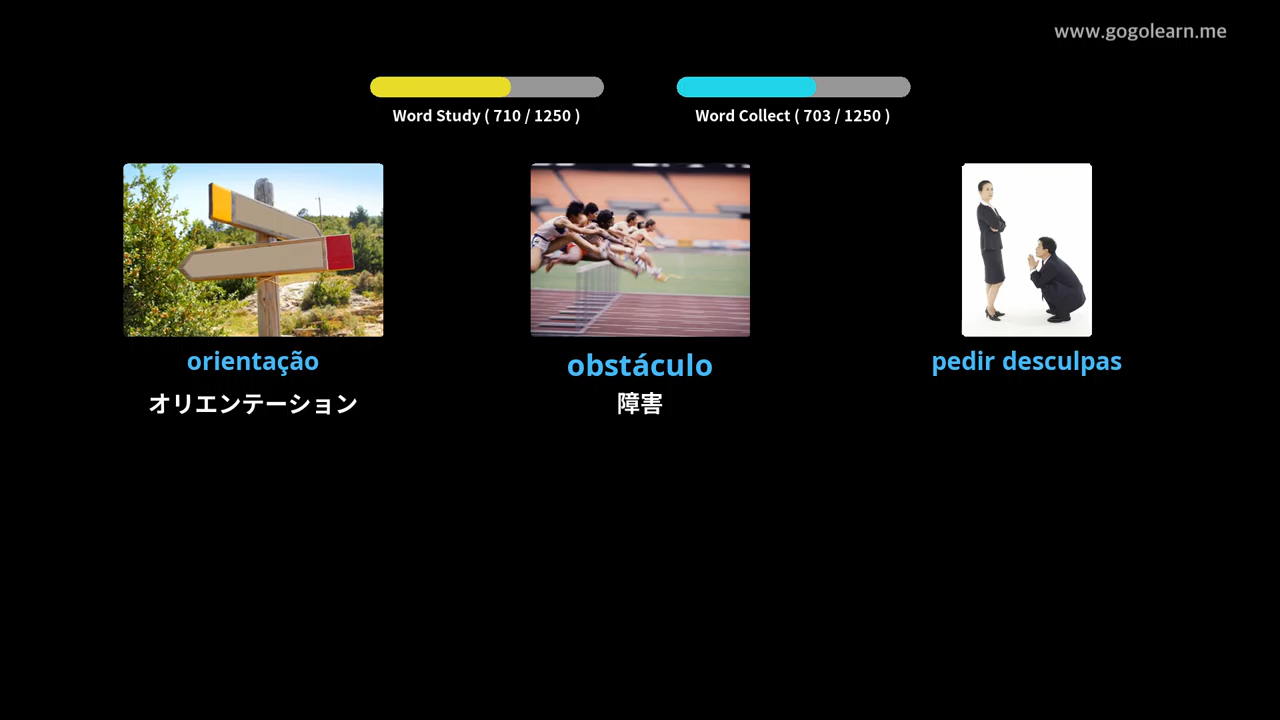 www.gogolearn.me
Word Study ( 710 / 1250 )
Word Collect ( 703 / 1250 )
orientação
オリエンテーション
obstáculo
障害
pedir desculpas